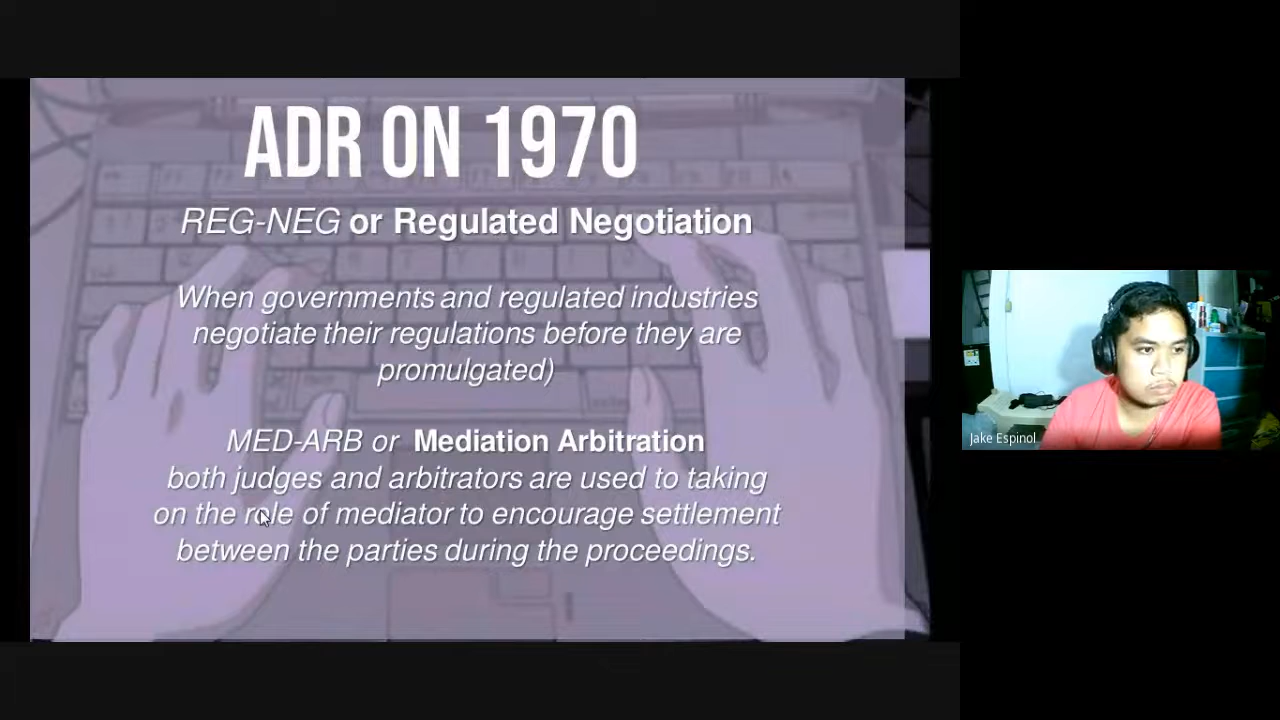 ADR ON 1970
REG-NEG or Regulated Negotiation
When governments and regulated industries
negotiate their regulations before they are
promulgated)
MED-ARB or Mediation Arbitration
both judges and arbitrators are used to taking
on the role of mediator to encourage settlement
between the parties during the proceedings.
Jake Espinol